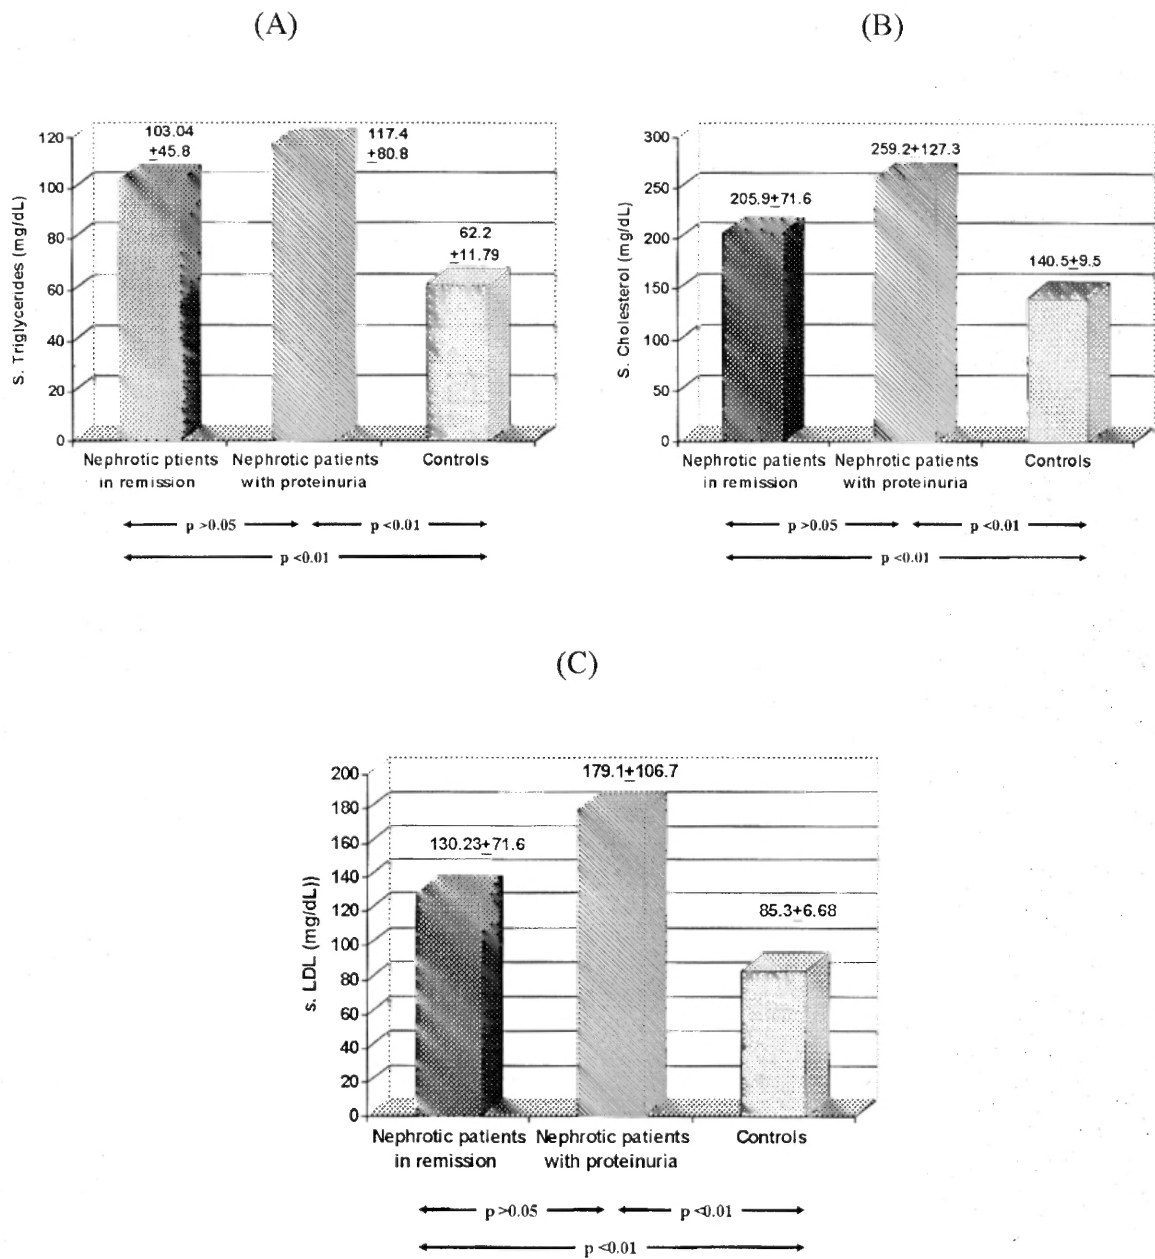 (A)
S. Triglycerides (mg/dL)
120
100
80
60
40
20
0
103.04
±45.8
117.4
±80.8
62.2
±11.79
Nephrotic ptients
in remission
Nephrotic patients
with proteinuria
Controls
p >0.05
p <0.01
p <0.01
(B)
S. Cholesterol (mg/dL)
300
250
200
150
100
50
0
205.9±71.6
259.2±127.3
140.5±9.5
Nephrotic patients
in remission
Nephrotic patients
with proteinuria
Controls
p >0.05
p <0.01
p <0.01
(C)
s. LDL (mg/dL))
200
180
160
140
120
100
80
60
40
20
0
130.23±71.6
179.1±106.7
85.3±6.68
Nephrotic patients
in remission
Nephrotic patients
with proteinuria
Controls
p >0.05
p <0.01
p <0.01